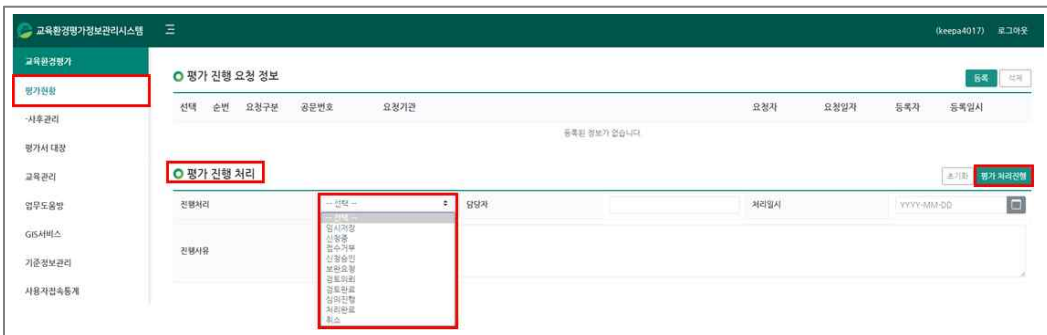 교육환경평가정보관리시스템
(keepa4017) 로그아웃
교육환경평가
평가현황
-사후관리
평가서 대장
교육관리
업무도움방
GIS서비스
기준정보관리
사용자접속통계
평가 진행 요청 정보
등록 삭제
선택 순번 요청구분 공문번호 요청기관 요청자 요청일자 등록자 등록일시
등록된 정보가 없습니다.
평가 진행 처리
초기화 평가 처리진행
진행처리 -- 선택 -- 담당자 처리일시 YYYY-MM-DD
-- 선택 --
임시저장
신청중
접수거부
신청승인
보완요청
검토의뢰
검토완료
심의진행
처리완료
취소
진행사유